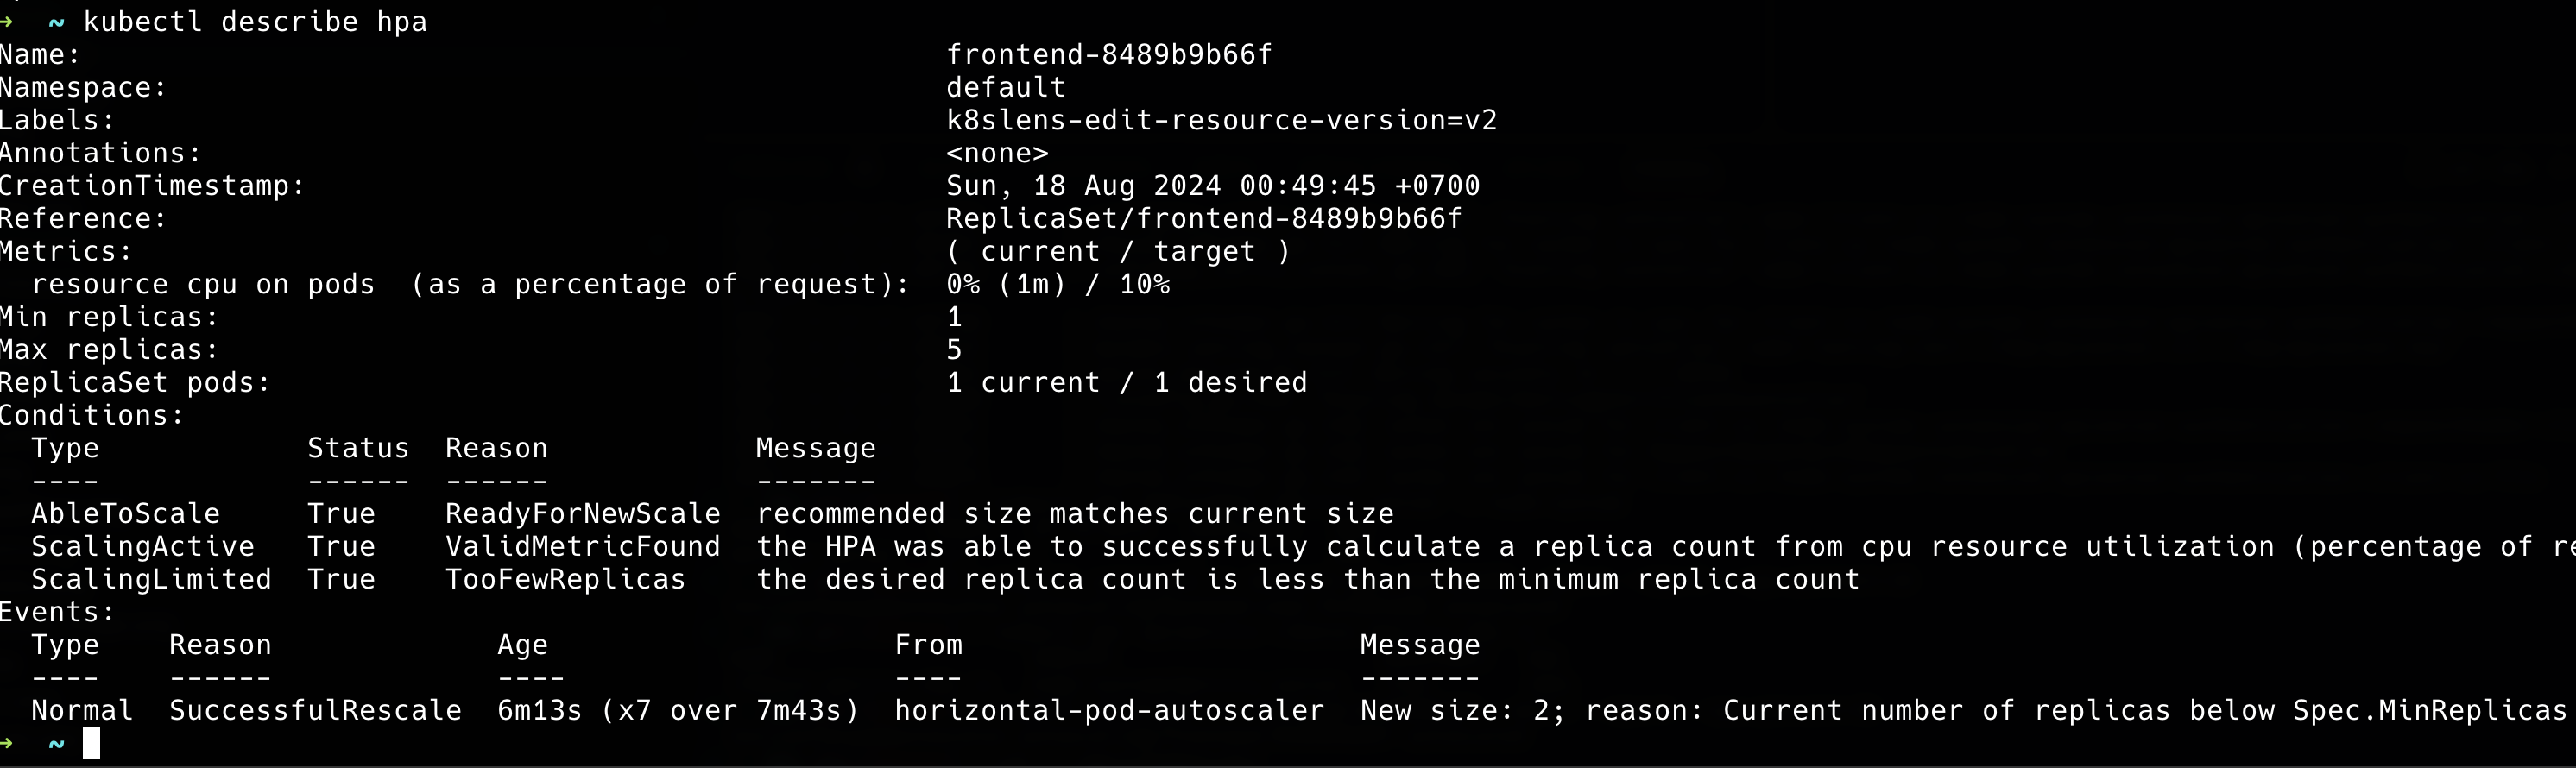 → ~ kubectl describe hpa
Name: frontend-8489b9b66f
Namespace: default
Labels: k8slens-edit-resource-version=v2
Annotations: <none>
CreationTimestamp: Sun, 18 Aug 2024 00:49:45 +0700
Reference: ReplicaSet/frontend-8489b9b66f
Metrics: ( current / target )
resource cpu on pods (as a percentage of request): 0% (1m) / 10%
Min replicas: 1
Max replicas: 5
ReplicaSet pods: 1 current / 1 desired
Conditions:
Type Status Reason Message
---- ------ ------ -------
AbleToScale True ReadyForNewScale recommended size matches current size
ScalingActive True ValidMetricFound the HPA was able to successfully calculate a replica count from cpu resource utilization (percentage of re
ScalingLimited True TooFewReplicas the desired replica count is less than the minimum replica count
Events:
Type Reason Age From Message
---- ------ ---- ---- -------
Normal SuccessfulRescale 6m13s (x7 over 7m43s) horizontal-pod-autoscaler New size: 2; reason: Current number of replicas below Spec.MinReplicas
→ ~